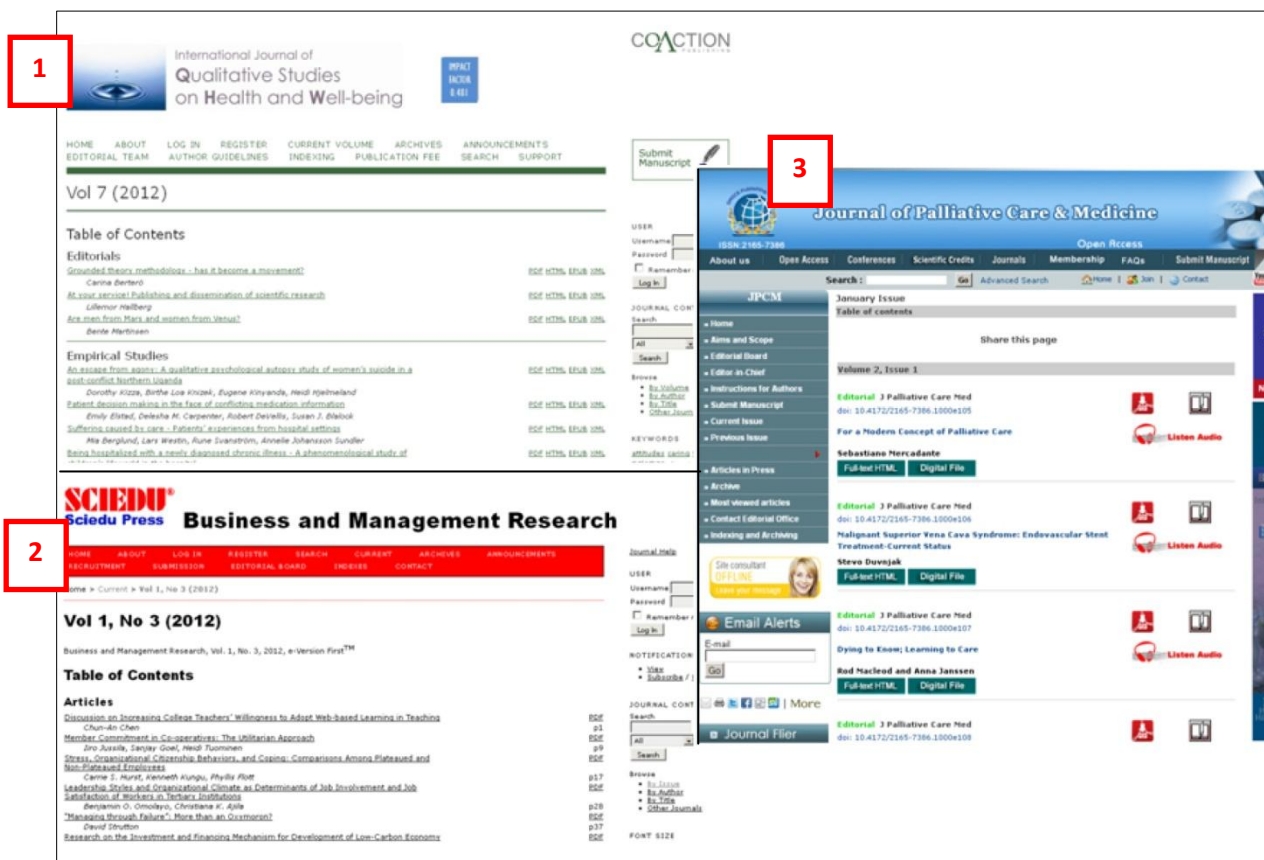 1
International Journal of
Qualitative Studies
on Health and Well-being
IMPACT
FACTOR
0.481
COACTION
PUBLISHING
HOME ABOUT LOG IN REGISTER CURRENT VOLUME ARCHIVES ANNOUNCEMENTS
EDITORIAL TEAM AUTHOR GUIDELINES INDEXING PUBLICATION FEE SEARCH SUPPORT
Vol 7 (2012)
Table of Contents
Editorials
Grounded theory methodology - has it become a movement? PDF HTML EPUB XML
Carina Berterö
At your service! Publishing and dissemination of scientific research PDF HTML EPUB XML
Lillemor Hallberg
Are men from Mars and women from Venus? PDF HTML EPUB XML
Bente Martinsen
Empirical Studies
An escape from agony: A qualitative psychological autopsy study of women's suicide in a PDF HTML EPUB XML
post-conflict Northern Uganda
Dorothy Kizza, Birthe Loa Knizek, Eugene Kinyanda, Heidi Hjelmeland
Patient decision making in the face of conflicting medication information PDF HTML EPUB XML
Emily Elstad, Delesha M. Carpenter, Robert DeVellis, Susan J. Blalock
Suffering caused by care - Patients' experiences from hospital settings PDF HTML EPUB XML
Mia Berglund, Lars Westin, Rune Svanström, Annelie Johansson Sundler
Being hospitalized with a newly diagnosed chronic illness - A phenomenological study of PDF HTML EPUB XML
Submit
Manuscript
USER
Username
Password
Remember
Log In
JOURNAL CONT
Search
All
Search
Browse
By Volume
By Author
By Title
Other Journ
KEYWORDS
attitudes caring
2
SCIEDU®
Sciedu Press
Business and Management Research
HOME ABOUT LOG IN REGISTER SEARCH CURRENT ARCHIVES ANNOUNCEMENTS
RECRUITMENT SUBMISSION EDITORIAL BOARD INDEXES CONTACT
Home > Current > Vol 1, No 3 (2012)
Vol 1, No 3 (2012)
Business and Management Research, Vol. 1, No. 3, 2012, e-Version First™
Table of Contents
Articles
Discussion on Increasing College Teachers' Willingness to Adopt Web-based Learning in Teaching PDF
Chun-An Chen p1
Member Commitment in Co-operatives: The Utilitarian Approach PDF
Iiro Jussila, Sanjay Goel, Heidi Tuominen p9
Stress, Organizational Citizenship Behaviors, and Coping: Comparisons Among Plateaued and PDF
Non-Plateaued Employees
Carrie S. Hurst, Kenneth Kungu, Phyllis Flott p17
Leadership Styles and Organizational Climate as Determinants of Job Involvement and Job PDF
Satisfaction of Workers in Tertiary Institutions
Benjamin O. Omolayo, Christiana K. Ajila p28
"Managing through Failure": More than an Oxymoron? PDF
David Strutton p37
Research on the Investment and Financing Mechanism for Development of Low-Carbon Economy PDF
Journal Help
USER
Username
Password
Remember
Log In
NOTIFICATION
View
Subscribe /
JOURNAL CONT
Search
All
Search
Browse
By Issue
By Author
By Title
Other Journals
FONT SIZE
3
Journal of Palliative Care & Medicine
ISSN:2165-7386
Open Access
About us Open Access Conferences Scientific Credits Journals Membership FAQs Submit Manuscript
Search : Go Advanced Search Home | Join | Contact
JPCM
Home
Aims and Scope
Editorial Board
Editor-in-Chief
Instructions for Authors
Submit Manuscript
Current Issue
Previous Issue
Articles in Press
Archive
Most viewed articles
Contact Editorial Office
Indexing and Archiving
Site consultant
OFFLINE
Leave your message
Email Alerts
E-mail
Go
More
Journal Flier
January Issue
Table of contents
Share this page
Volume 2, Issue 1
Editorial J Palliative Care Med
doi: 10.4172/2165-7386.1000e105
For a Modern Concept of Palliative Care
Listen Audio
Sebastiano Mercadante
Full-text HTML Digital File
Editorial J Palliative Care Med
doi: 10.4172/2165-7386.1000e106
Malignant Superior Vena Cava Syndrome: Endovascular Stent
Treatment-Current Status
Listen Audio
Stevo Duvnjak
Full-text HTML Digital File
Editorial J Palliative Care Med
doi: 10.4172/2165-7386.1000e107
Dying to Know; Learning to Care
Listen Audio
Rod Macleod and Anna Janssen
Full-text HTML Digital File
Editorial J Palliative Care Med
doi: 10.4172/2165-7386.1000e108